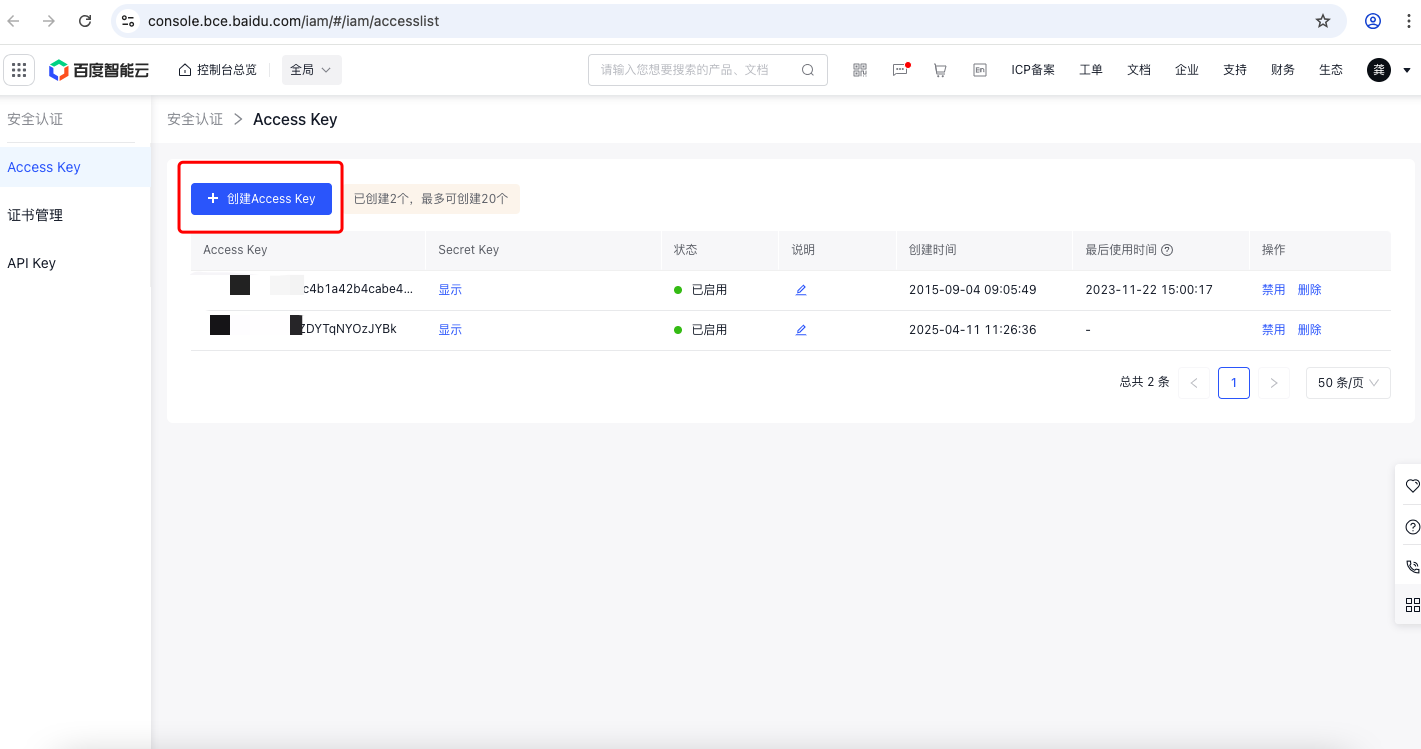 console.bce.baidu.com/iam/#/iam/accesslist
百度智能云 控制台总览 全局 请输入您想要搜索的产品、文档 En ICP备案 工单 文档 企业 支持 财务 生态 龚
安全认证
Access Key
证书管理
API Key
安全认证 > Access Key
+ 创建Access Key 已创建2个，最多可创建20个
Access Key Secret Key 状态 说明 创建时间 最后使用时间 操作
c4b1a42b4cabe4... 显示 已启用 2015-09-04 09:05:49 2023-11-22 15:00:17 禁用 删除
ZDYTqNYOzJYBk 显示 已启用 2025-04-11 11:26:36 - 禁用 删除
总共 2 条 < 1 > 50 条/页